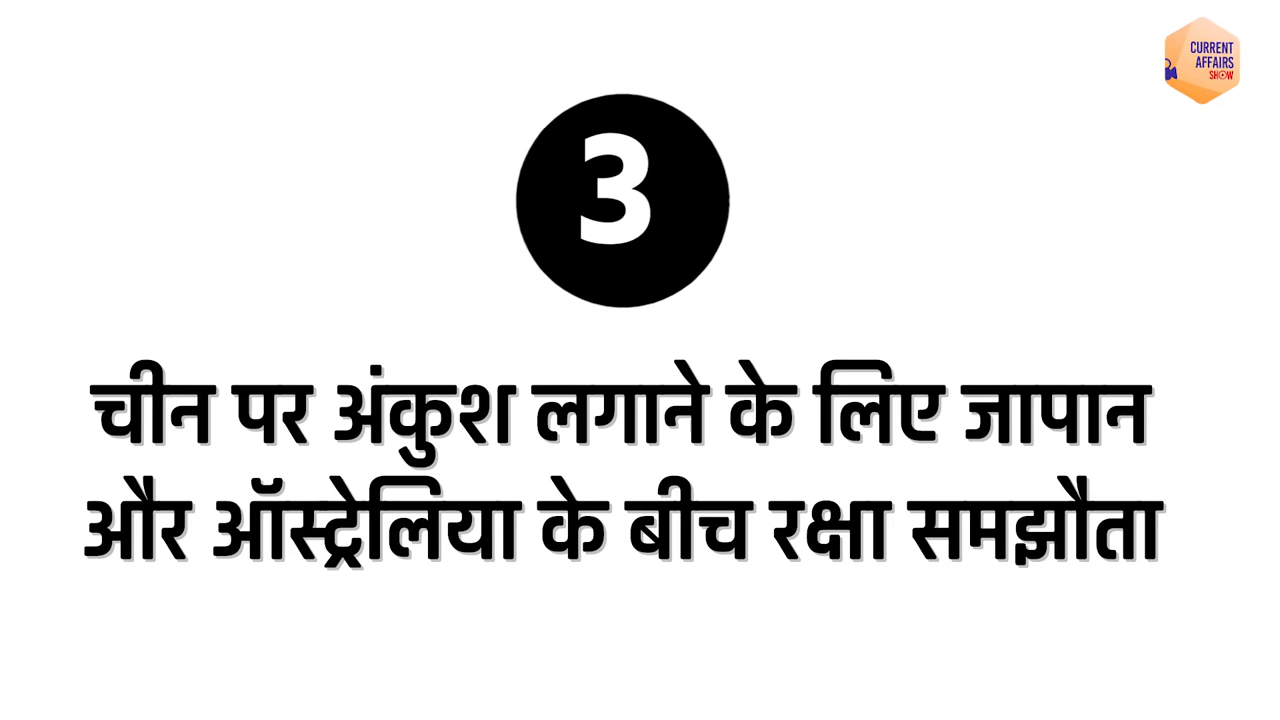 CURRENT
AFFAIRS
SHOW
3
चीन पर अंकुश लगाने के लिए जापान
और ऑस्ट्रेलिया के बीच रक्षा समझौता